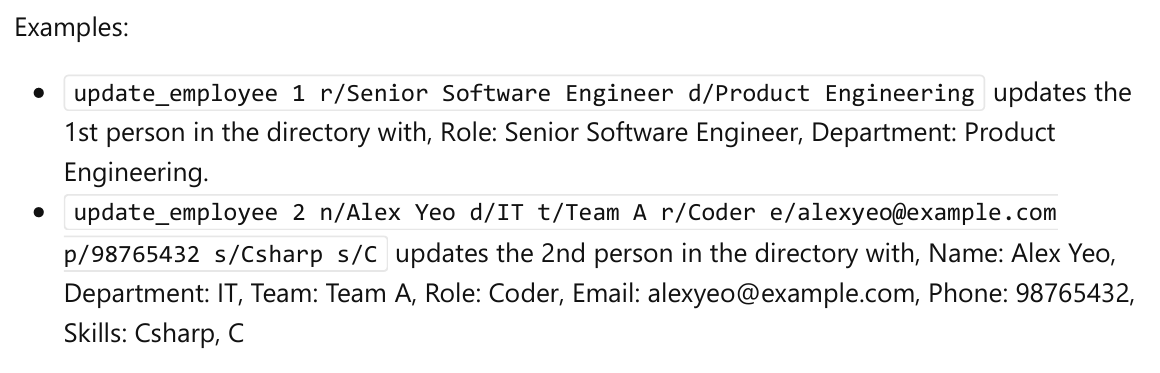 Examples:
• update_employee 1 r/Senior Software Engineer d/Product Engineering updates the
1st person in the directory with, Role: Senior Software Engineer, Department: Product
Engineering.
• update_employee 2 n/Alex Yeo d/IT t/Team A r/Coder e/alexyeo@example.com
p/98765432 s/Csharp s/C updates the 2nd person in the directory with, Name: Alex Yeo,
Department: IT, Team: Team A, Role: Coder, Email: alexyeo@example.com, Phone: 98765432,
Skills: Csharp, C